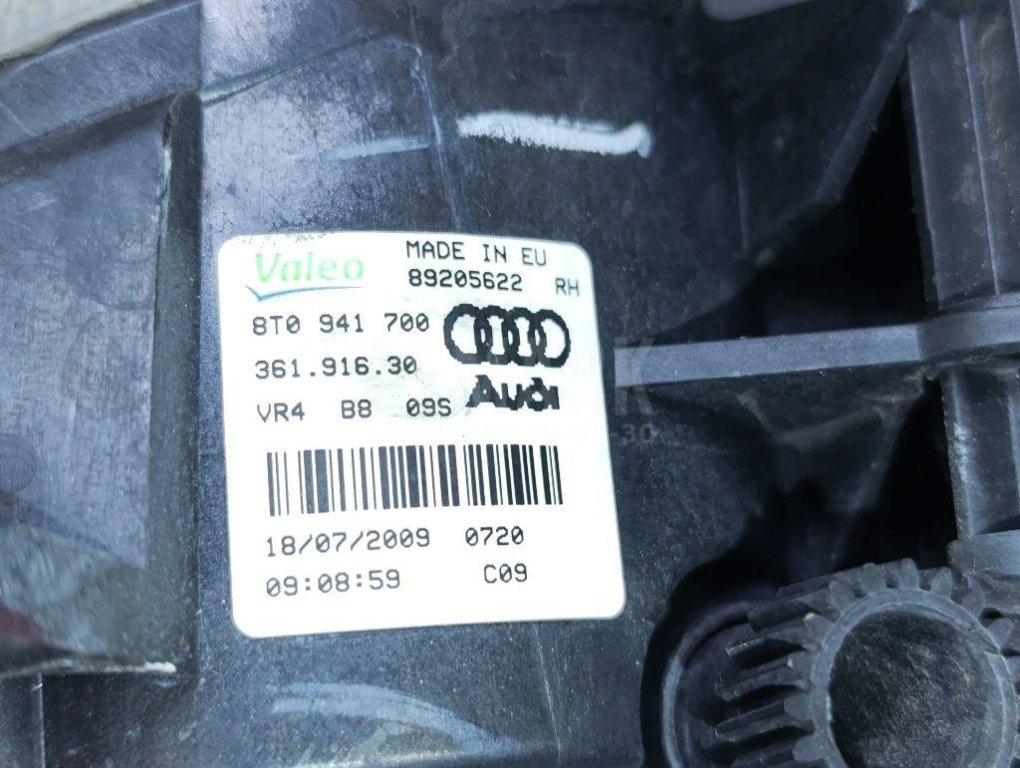 Valeo
MADE IN EU
89205622 RH
8T0 941 700
361.916.30
VR4 B8 09S
Audi
18/07/2009 0720
09:08:59 C09